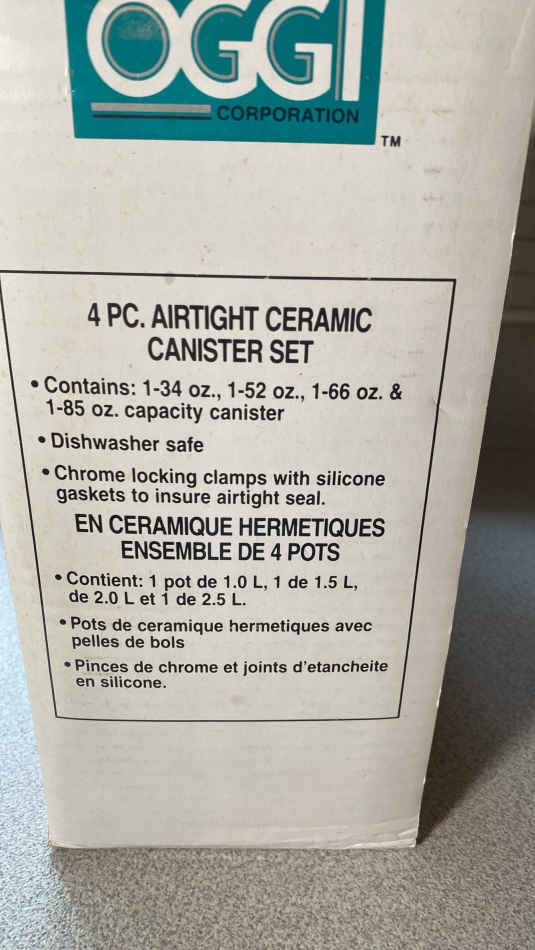 OGGI
CORPORATION
TM
4 PC. AIRTIGHT CERAMIC
CANISTER SET
• Contains: 1-34 oz., 1-52 oz., 1-66 oz. &
1-85 oz. capacity canister
• Dishwasher safe
• Chrome locking clamps with silicone
gaskets to insure airtight seal.
EN CERAMIQUE HERMETIQUES
ENSEMBLE DE 4 POTS
• Contient: 1 pot de 1.0 L, 1 de 1.5 L,
de 2.0 L et 1 de 2.5 L.
• Pots de ceramique hermetiques avec
pelles de bols
• Pinces de chrome et joints d'etancheite
en silicone.